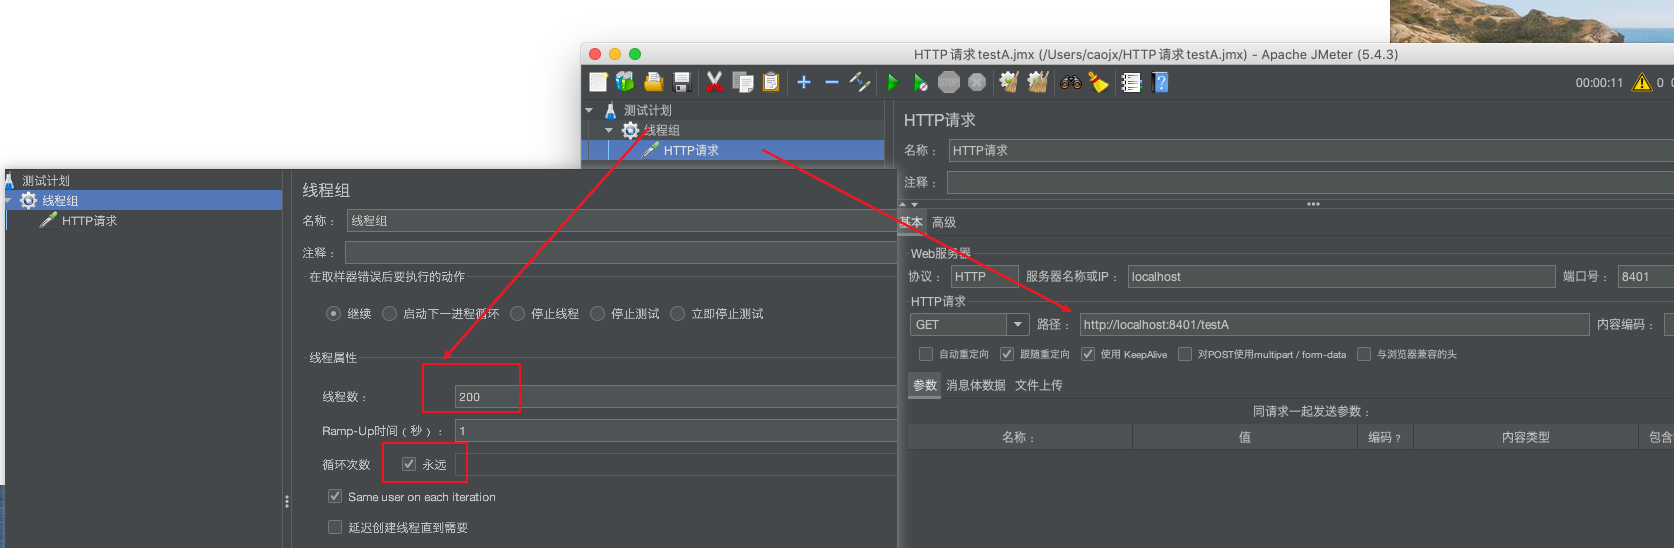 HTTP请求testA.jmx (/Users/caojx/HTTP请求testA.jmx) - Apache JMeter (5.4.3)
STOP
00:00:11
0
测试计划
线程组
HTTP请求
HTTP请求
名称：
HTTP请求
注释：
基本
高级
Web服务器
协议：
HTTP
服务器名称或IP：
localhost
端口号：
8401
HTTP请求
GET
路径：
http://localhost:8401/testA
内容编码：
自动重定向
跟随重定向
使用 KeepAlive
对POST使用multipart / form-data
与浏览器兼容的头
参数
消息体数据
文件上传
同请求一起发送参数：
名称：
值
编码？
内容类型
包含
测试计划
线程组
HTTP请求
线程组
名称：
线程组
注释：
在取样器错误后要执行的动作
继续
启动下一进程循环
停止线程
停止测试
立即停止测试
线程属性
线程数：
200
Ramp-Up时间（秒）：
1
循环次数
永远
Same user on each iteration
延迟创建线程直到需要